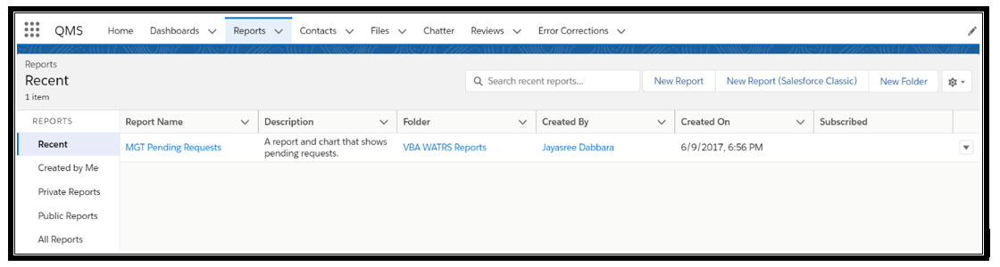 QMS Home Dashboards Reports Contacts Files Chatter Reviews Error Corrections
Reports
Recent
1 item
Search recent reports... New Report New Report (Salesforce Classic) New Folder
REPORTS Report Name Description Folder Created By Created On Subscribed
Recent MGT Pending Requests A report and chart that shows VBA WATRS Reports Jayasree Dabbara 6/9/2017, 6:56 PM
pending requests.
Created by Me
Private Reports
Public Reports
All Reports